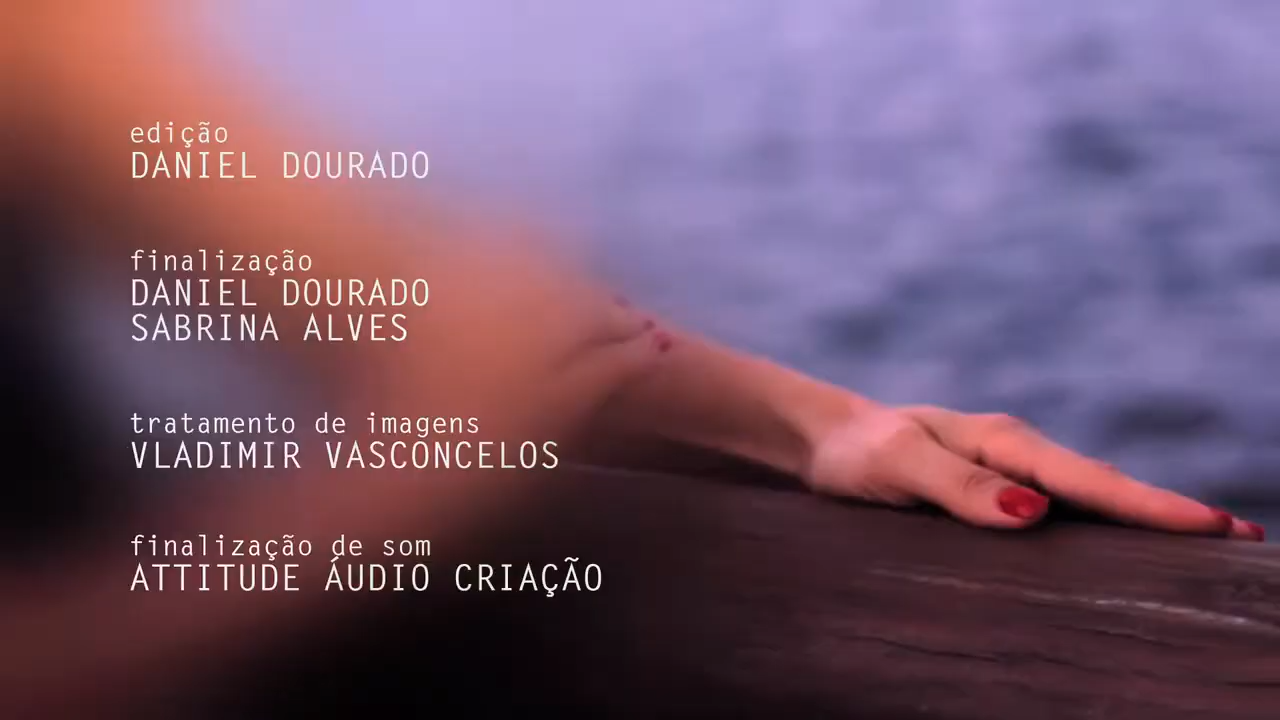 edição
DANIEL DOURADO
finalização
DANIEL DOURADO
SABRINA ALVES
tratamento de imagens
VLADIMIR VASCONCELOS
finalização de som
ATTITUDE ÁUDIO CRIAÇÃO